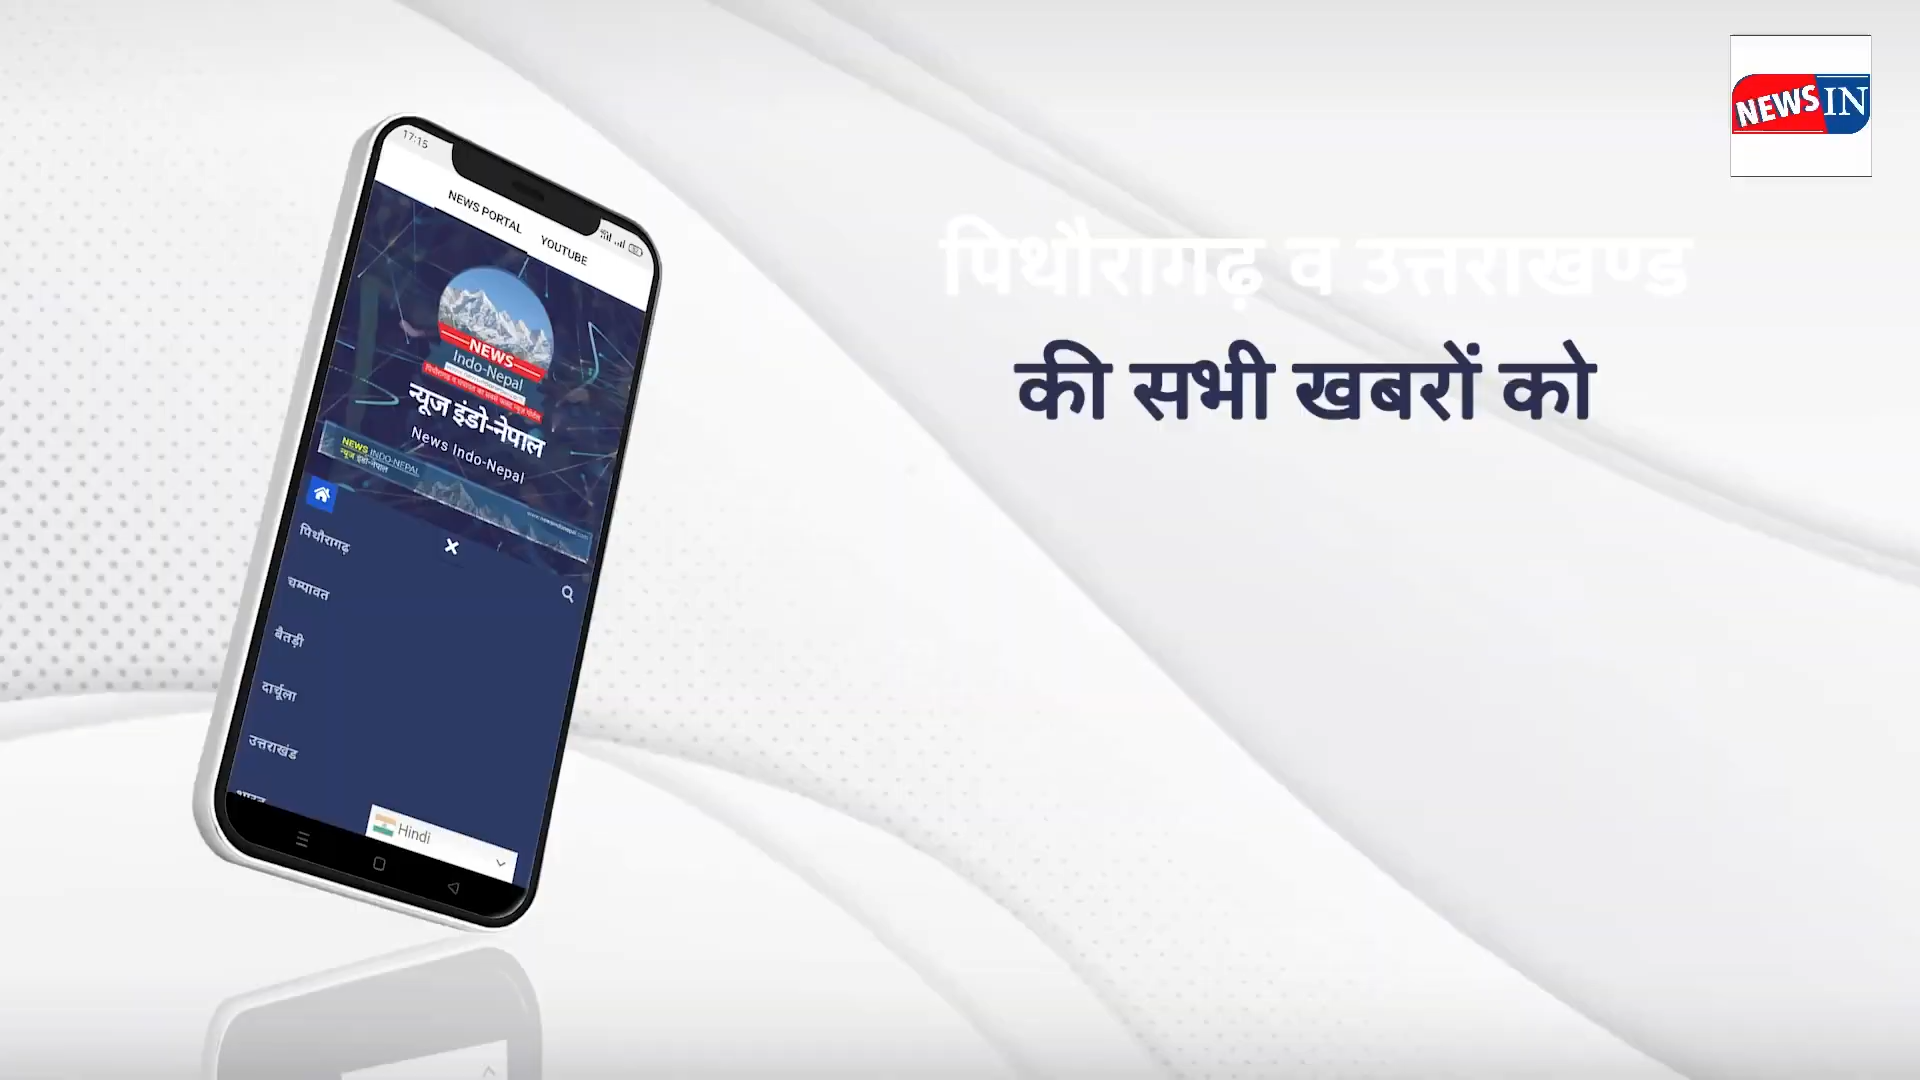 NEWS IN
पिथौरागढ़ व उत्तराखण्ड
की सभी खबरों को
17:15
NEWS PORTAL YOUTUBE
NEWS
Indo-Nepal
न्यूज इंडो-नेपाल
News Indo-Nepal
NEWS INDO-NEPAL
न्यूज इंडो-नेपाल
पिथौरागढ़
चम्पावत
बैतड़ी
दार्चूला
उत्तराखंड
Hindi